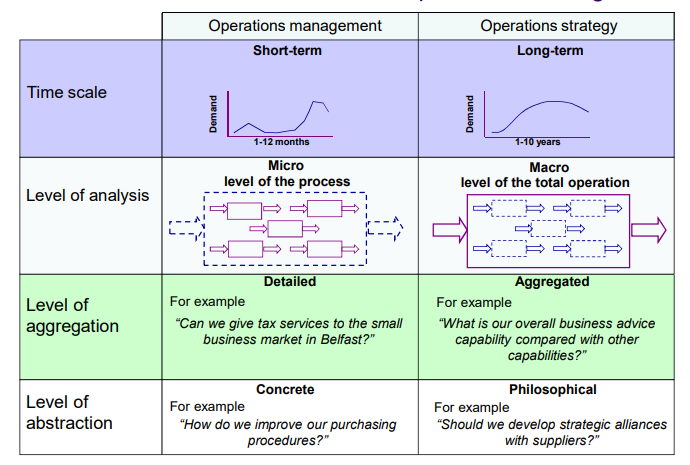 Operations management
Operations strategy
Time scale
Short-term
Demand
1-12 months
Long-term
Demand
1-10 years
Level of analysis
Micro
level of the process
Macro
level of the total operation
Level of
aggregation
Detailed
For example
“Can we give tax services to the small
business market in Belfast?”
Aggregated
For example
“What is our overall business advice
capability compared with other
capabilities?”
Level of
abstraction
Concrete
For example
“How do we improve our purchasing
procedures?”
Philosophical
For example
“Should we develop strategic alliances
with suppliers?”